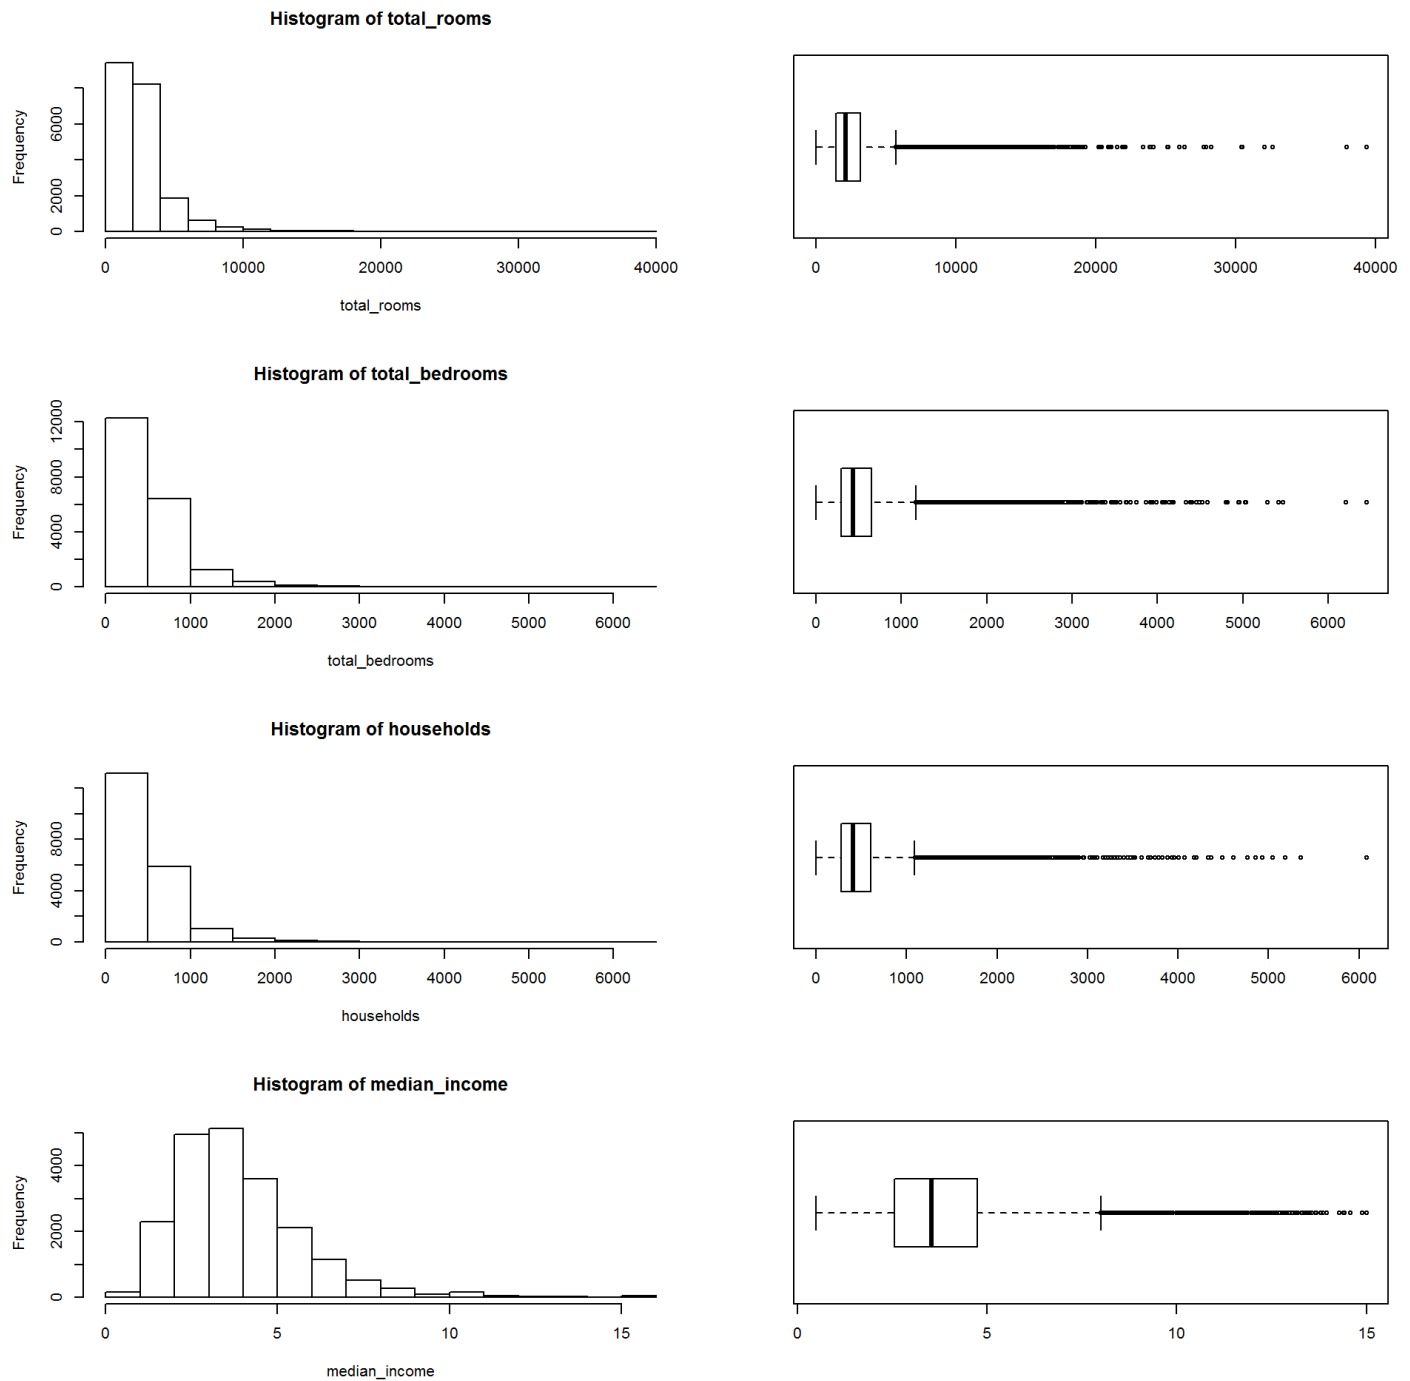 Histogram of total_rooms
Frequency
0 2000 6000
0 10000 20000 30000 40000
total_rooms
0 10000 20000 30000 40000
Histogram of total_bedrooms
Frequency
0 4000 8000 12000
0 1000 2000 3000 4000 5000 6000
total_bedrooms
0 1000 2000 3000 4000 5000 6000
Histogram of households
Frequency
0 4000 8000
0 1000 2000 3000 4000 5000 6000
households
0 1000 2000 3000 4000 5000 6000
Histogram of median_income
Frequency
0 2000 4000
0 5 10 15
median_income
0 5 10 15